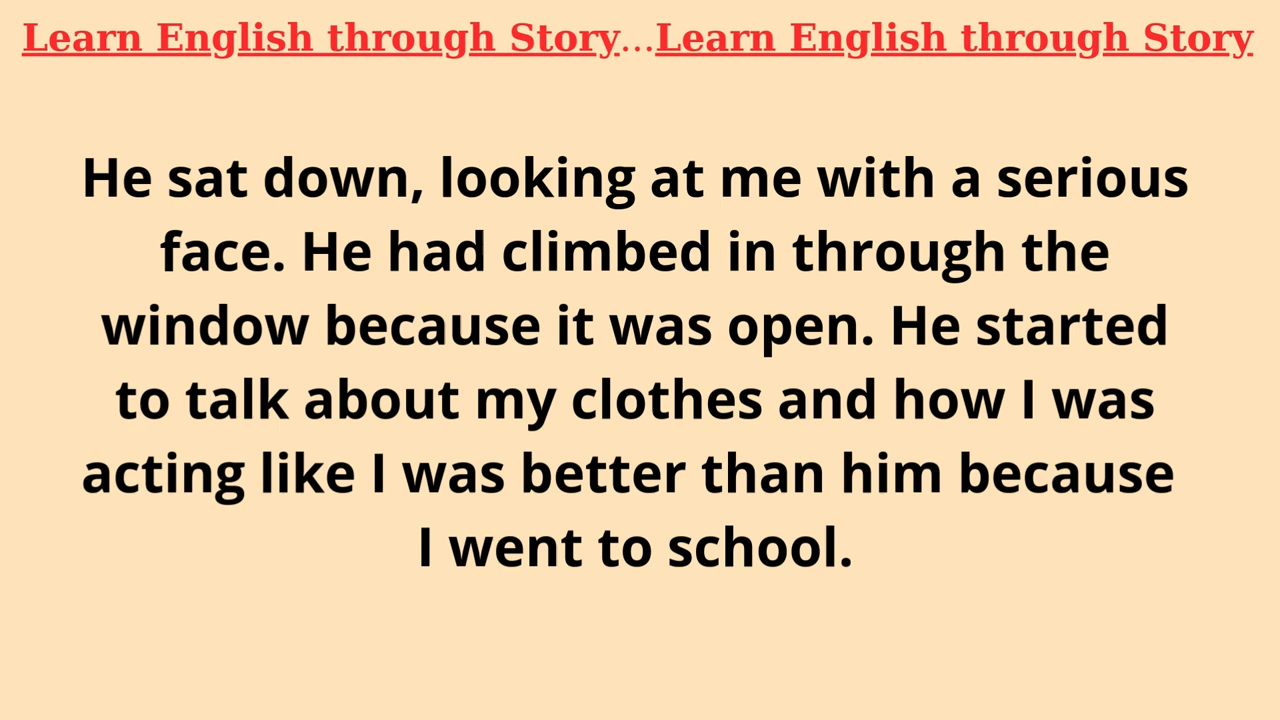 Learn English through Story...Learn English through Story
He sat down, looking at me with a serious
face. He had climbed in through the
window because it was open. He started
to talk about my clothes and how I was
acting like I was better than him because
I went to school.